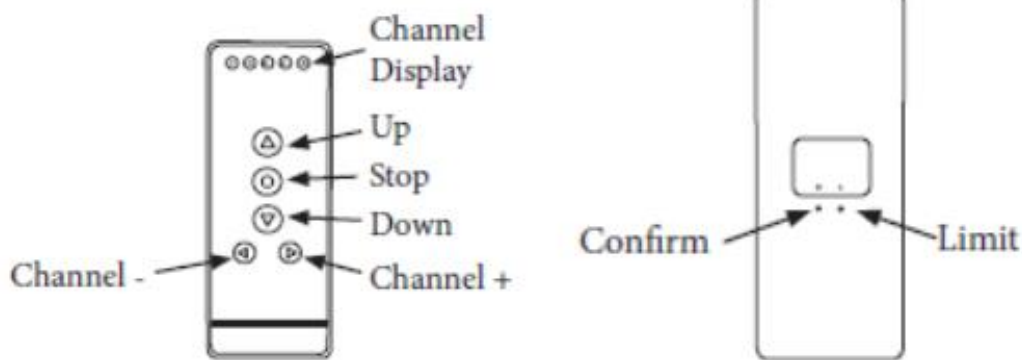 Channel
Display
Up
Stop
Down
Channel -
Channel +
Confirm
Limit